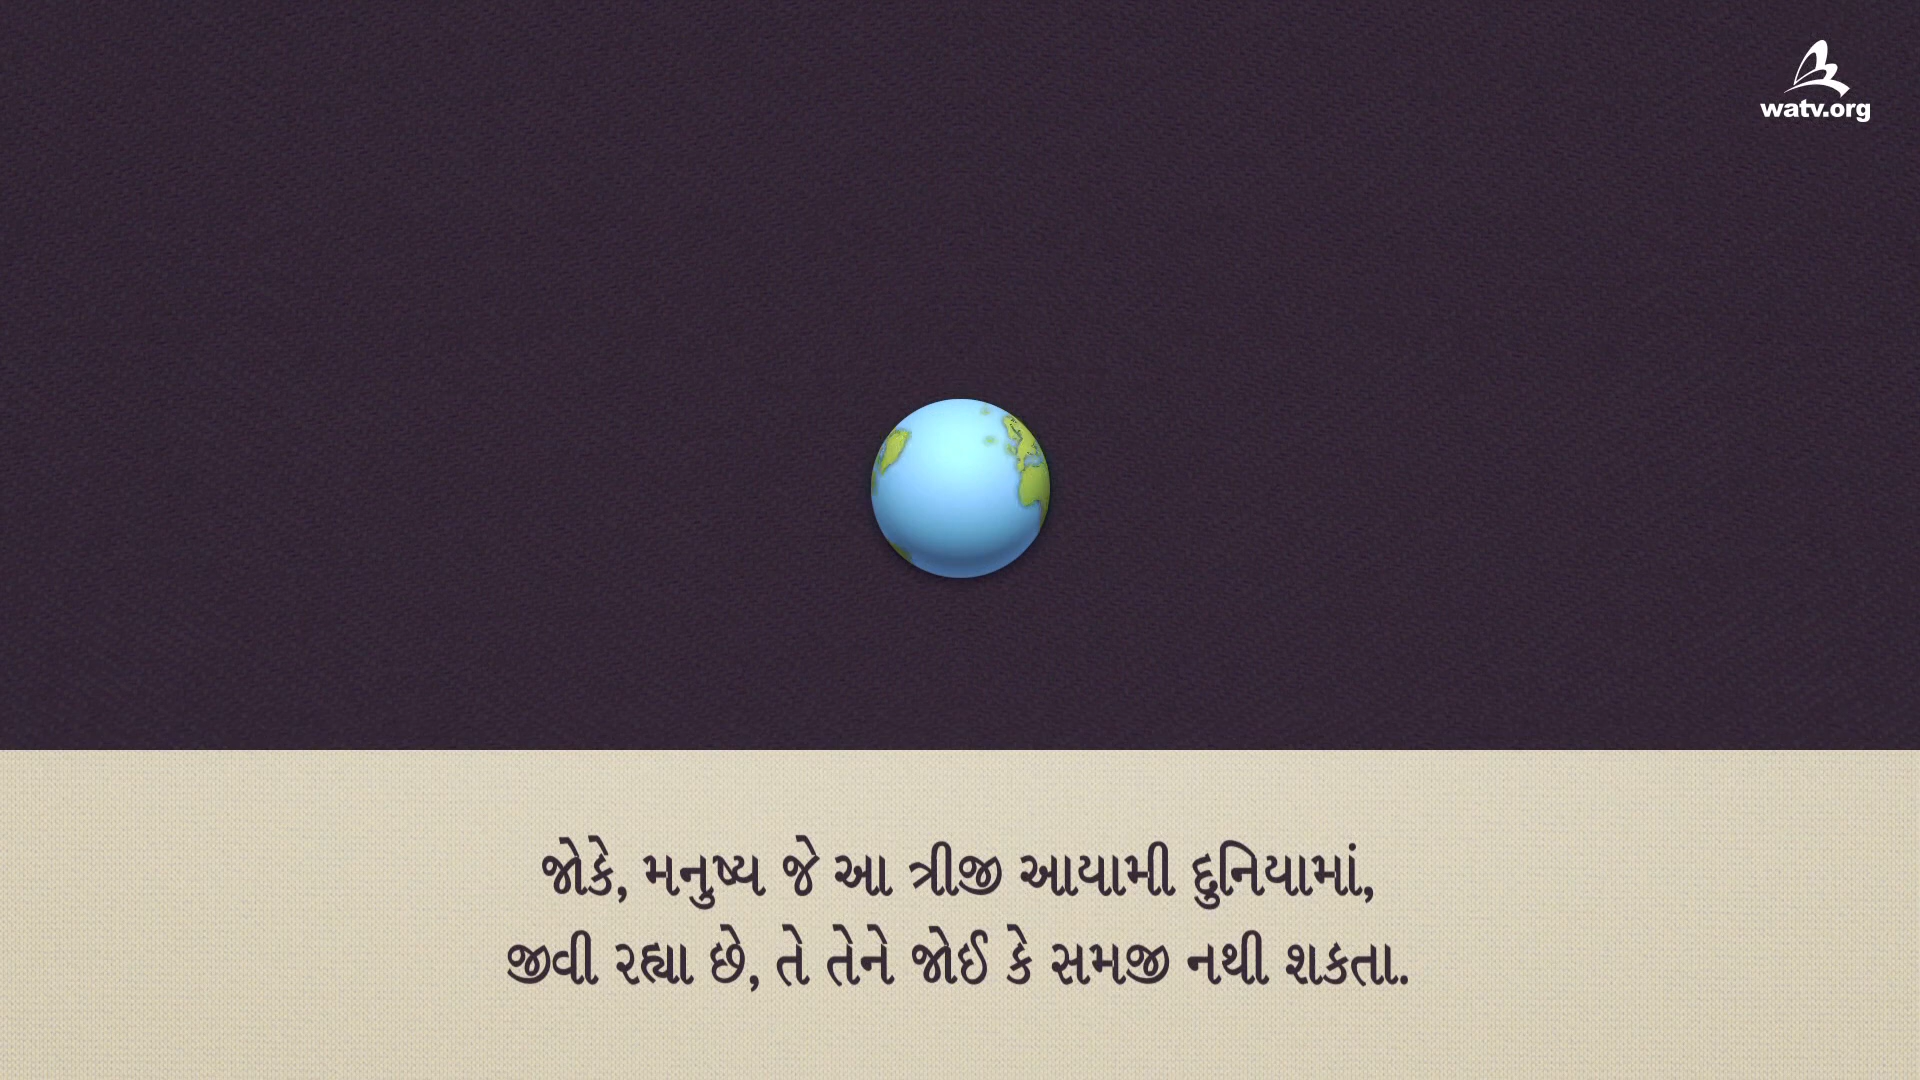 watv.org
જોકે, મનુષ્ય જે આ ત્રીજી આયામી દુનિયામાં,
જીવી રહ્યા છે, તે તેને જોઈ કે સમજી નથી શકતા.